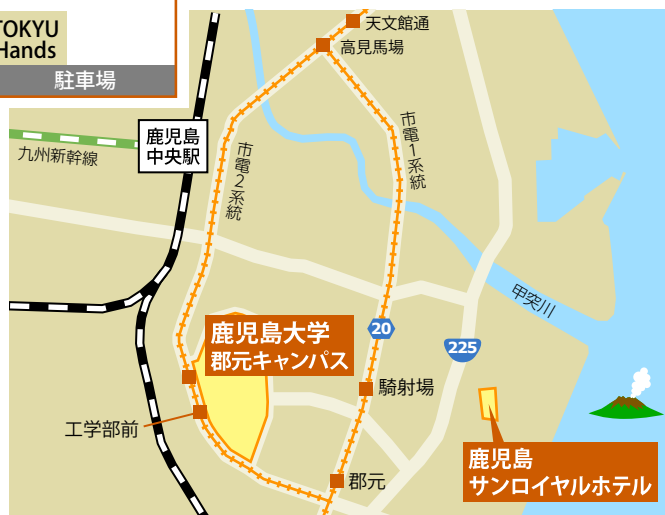 TOKYU
Hands
駐車場
天文館通
高見馬場
鹿児島
中央駅
九州新幹線
市電2系統
市電1系統
甲突川
鹿児島大学
郡元キャンパス
20
225
騎射場
工学部前
郡元
鹿児島
サンロイヤルホテル